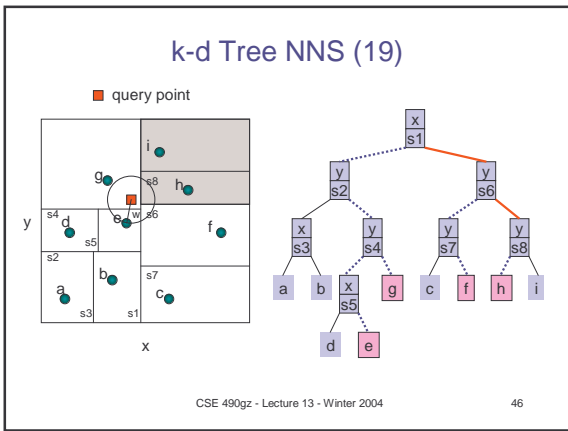 k-d Tree NNS (19)
query point
x
s1
i
y
s2
y
s6
g
s8
h
s4
w
s6
y
d
e
f
x
s3
y
s4
y
s7
y
s8
s5
s2
s7
a
b
g
c
f
h
i
b
x
s5
a
c
s3
s1
d
e
x
CSE 490gz - Lecture 13 - Winter 2004
46